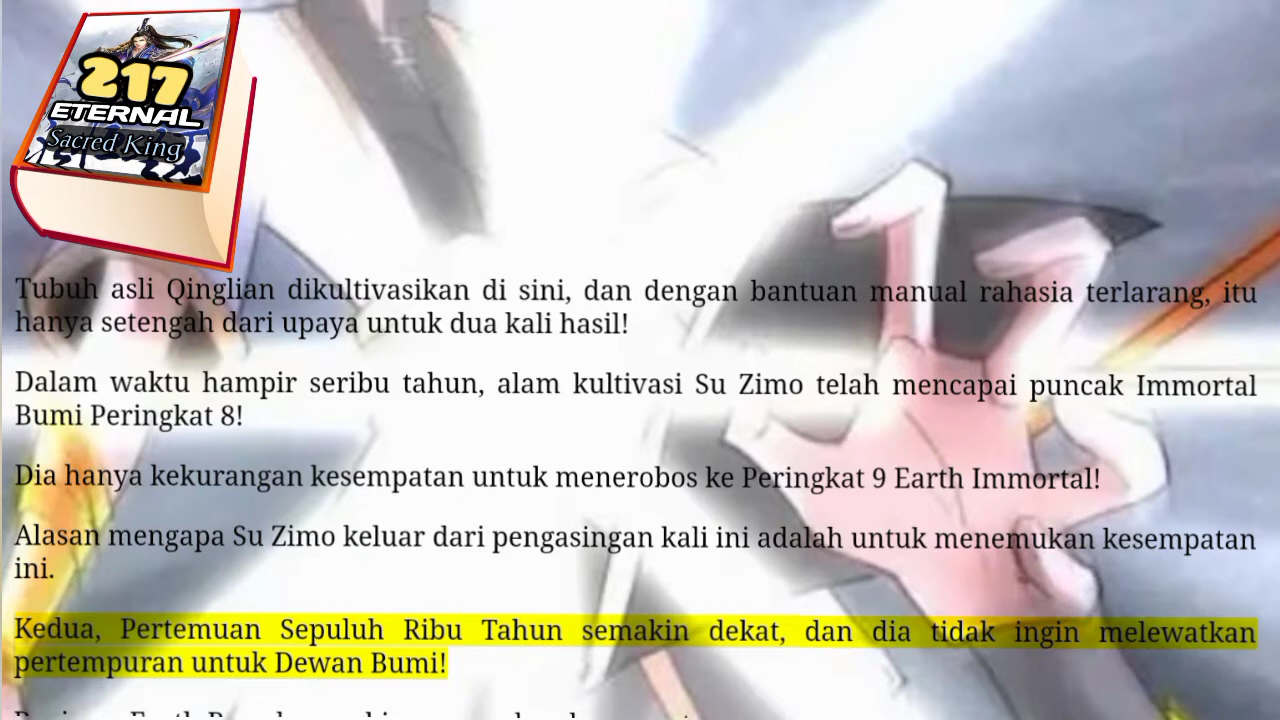 217
ETERNAL
Sacred King
Tubuh asli Qinglian dikultivasikan di sini, dan dengan bantuan manual rahasia terlarang, itu
hanya setengah dari upaya untuk dua kali hasil!
Dalam waktu hampir seribu tahun, alam kultivasi Su Zimo telah mencapai puncak Immortal
Bumi Peringkat 8!
Dia hanya kekurangan kesempatan untuk menerobos ke Peringkat 9 Earth Immortal!
Alasan mengapa Su Zimo keluar dari pengasingan kali ini adalah untuk menemukan kesempatan
ini.
Kedua, Pertemuan Sepuluh Ribu Tahun semakin dekat, dan dia tidak ingin melewatkan
pertempuran untuk Dewan Bumi!